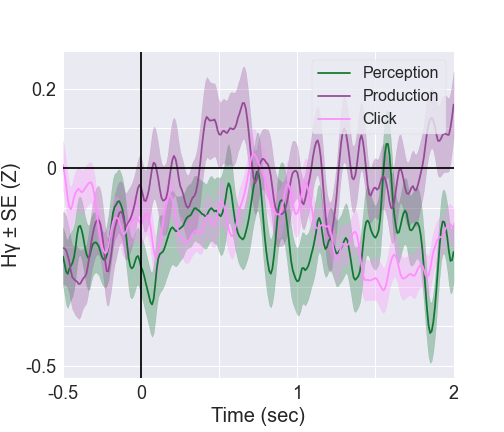 Perception
Production
Click
0.2
0
-0.5
Hγ ± SE (Z)
-0.5
0
1
2
Time (sec)